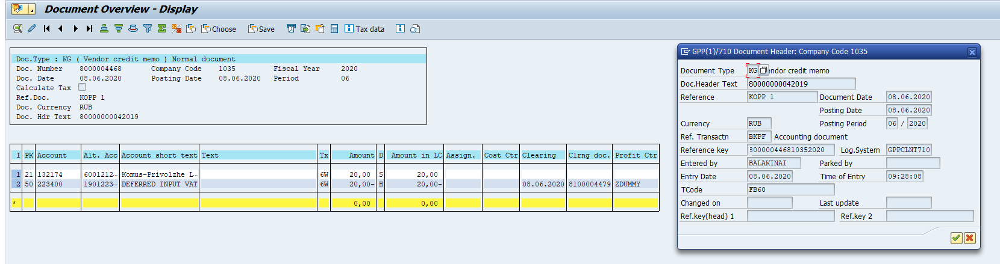 Document Overview - Display
Choose Save Tax data
Doc.Type : KG ( Vendor credit memo ) Normal document
Doc. Number 8000004468 Company Code 1035 Fiscal Year 2020
Doc. Date 08.06.2020 Posting Date 08.06.2020 Period 06
Calculate Tax
Ref.Doc. KOPP 1
Doc. Currency RUB
Doc. Hdr Text 80000000042019
I PK Account Alt. Acc Account short text Text Tx Amount D Amount in LC Assign. Cost Ctr Clearing Clrng doc. Profit Ctr
1 21 132174 6001212… Komus-Privolzhe L… 6W 20,00 S 20,00
2 50 223400 1901223… DEFERRED INPUT VAT 6W 20,00- H 20,00- 08.06.2020 8100004479 ZDUMMY
* 0,00 0,00
GPP(1)/710 Document Header: Company Code 1035
Document Type KG endor credit memo
Doc.Header Text 80000000042019
Reference KOPP 1 Document Date 08.06.2020
Posting Date 08.06.2020
Currency RUB Posting Period 06 / 2020
Ref. Transactn BKPF Accounting document
Reference key 800000446810352020 Log.System GPPCLNT710
Entered by BALAKINAI Parked by
Entry Date 08.06.2020 Time of Entry 09:28:08
TCode FB60
Changed on Last update
Ref.key(head) 1 Ref.key 2